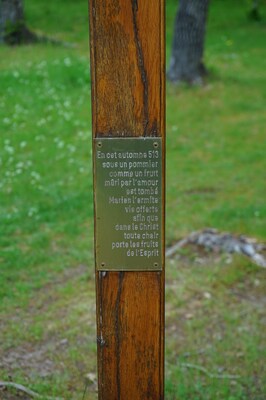 En cet automne 513
sous un pommier
comme un fruit
mûri par l'amour
est tombé
Marien l'ermite
vie offerte
afin que
dans le Christ
toute chair
porte les fruits
de l'Esprit